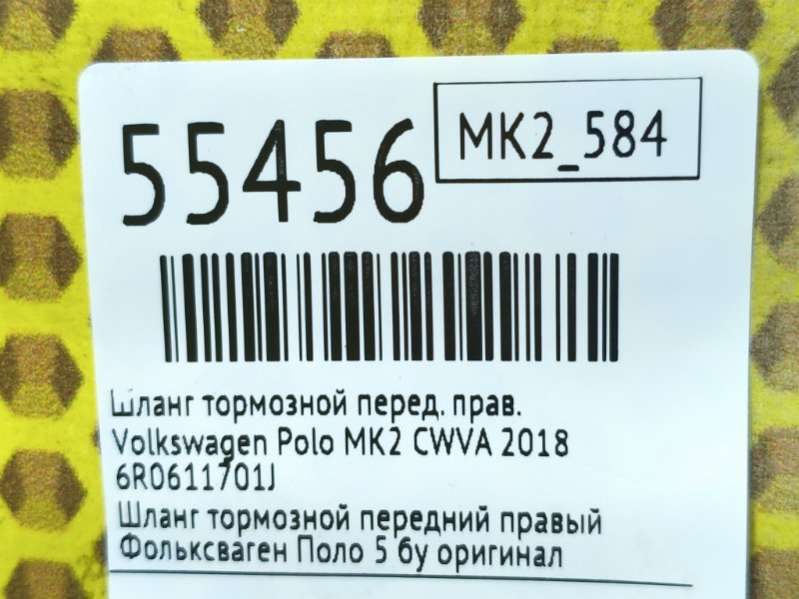 55456
MK2_584
Шланг тормозной перед. прав.
Volkswagen Polo MK2 CWVA 2018
6R0611701J
Шланг тормозной передний правый
Фольксваген Поло 5 бу оригинал